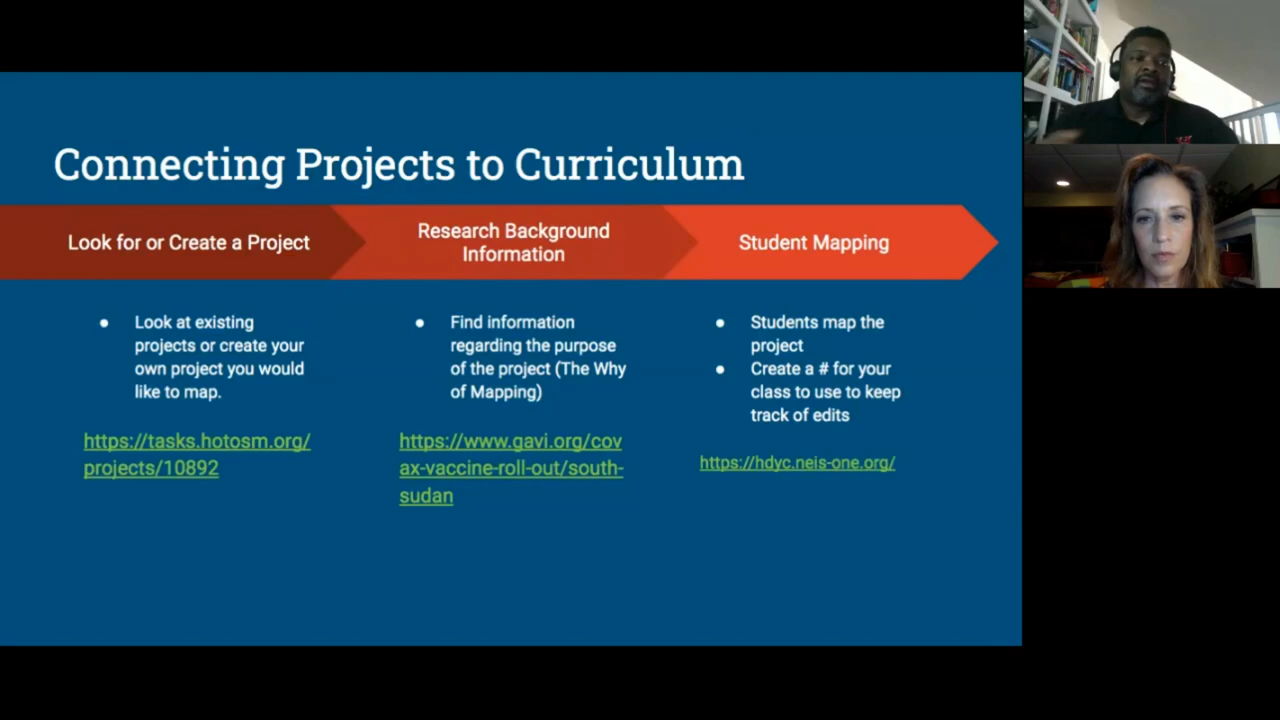 Connecting Projects to Curriculum
Look for or Create a Project
Research Background
Information
Student Mapping
● Look at existing
projects or create your
own project you would
like to map.
https://tasks.hotosm.org/
projects/10892
● Find information
regarding the purpose
of the project (The Why
of Mapping)
https://www.gavi.org/cov
ax-vaccine-roll-out/south-
sudan
● Students map the
project
● Create a # for your
class to use to keep
track of edits
https://hdyc.neis-one.org/